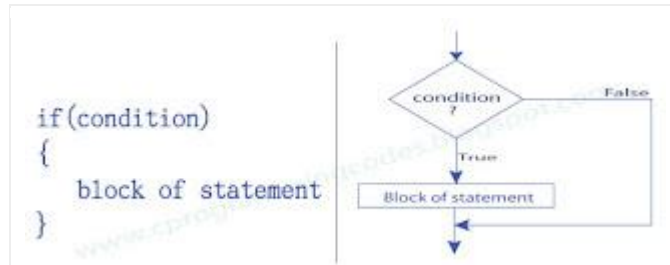 if(condition)
{
block of statement
}
condition
?
False
True
Block of statement